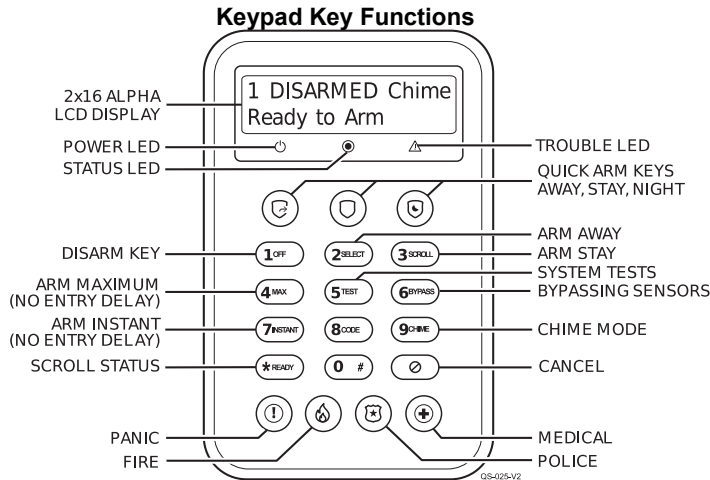 Keypad Key Functions
2x16 ALPHA
LCD DISPLAY
1 DISARMED Chime
Ready to Arm
POWER LED
STATUS LED
TROUBLE LED
QUICK ARM KEYS
AWAY, STAY, NIGHT
ARM AWAY
DISARM KEY
1 OFF
2 SELECT
3 SCROLL
ARM STAY
SYSTEM TESTS
ARM MAXIMUM
(NO ENTRY DELAY)
4 MAX
5 TEST
6 BYPASS
BYPASSING SENSORS
ARM INSTANT
(NO ENTRY DELAY)
7 INSTANT
8 CODE
9 CHIME
CHIME MODE
SCROLL STATUS
* READY
0 #
CANCEL
PANIC
FIRE
MEDICAL
POLICE
QS-025-V2